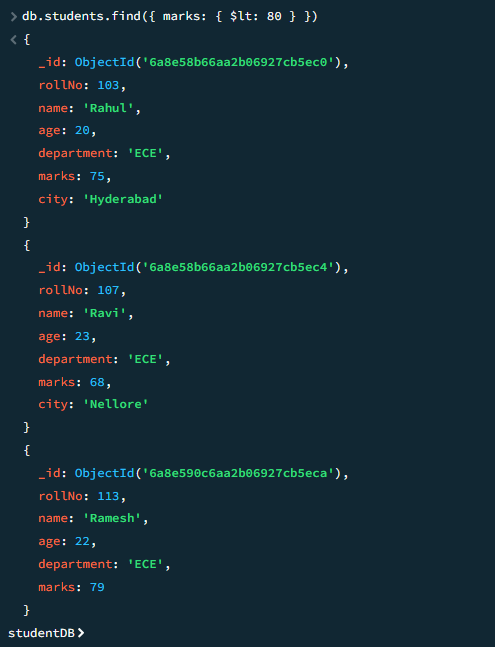 > db.students.find({ marks: { $lt: 80 } })
< {
_id: ObjectId('6a8e58b66aa2b06927cb5ec0'),
rollNo: 103,
name: 'Rahul',
age: 20,
department: 'ECE',
marks: 75,
city: 'Hyderabad'
}
{
_id: ObjectId('6a8e58b66aa2b06927cb5ec4'),
rollNo: 107,
name: 'Ravi',
age: 23,
department: 'ECE',
marks: 68,
city: 'Nellore'
}
{
_id: ObjectId('6a8e590c6aa2b06927cb5eca'),
rollNo: 113,
name: 'Ramesh',
age: 22,
department: 'ECE',
marks: 79
}
studentDB>